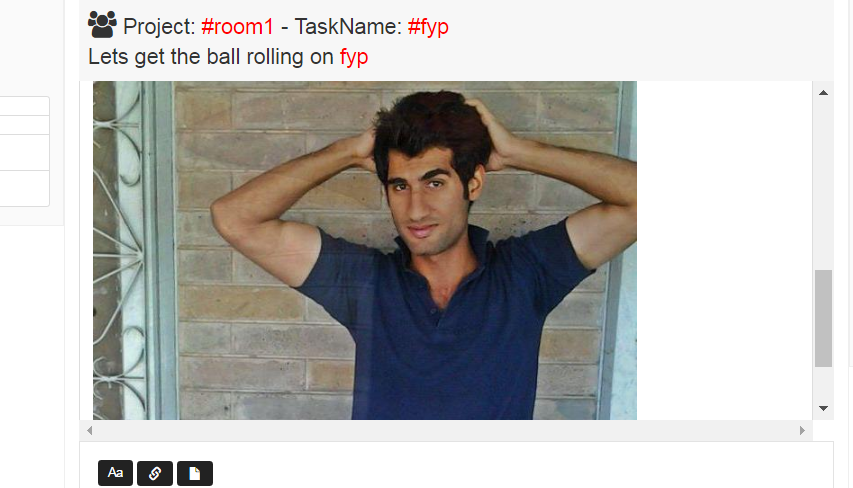 Project: #room1 - TaskName: #fyp
Lets get the ball rolling on fyp
Aa